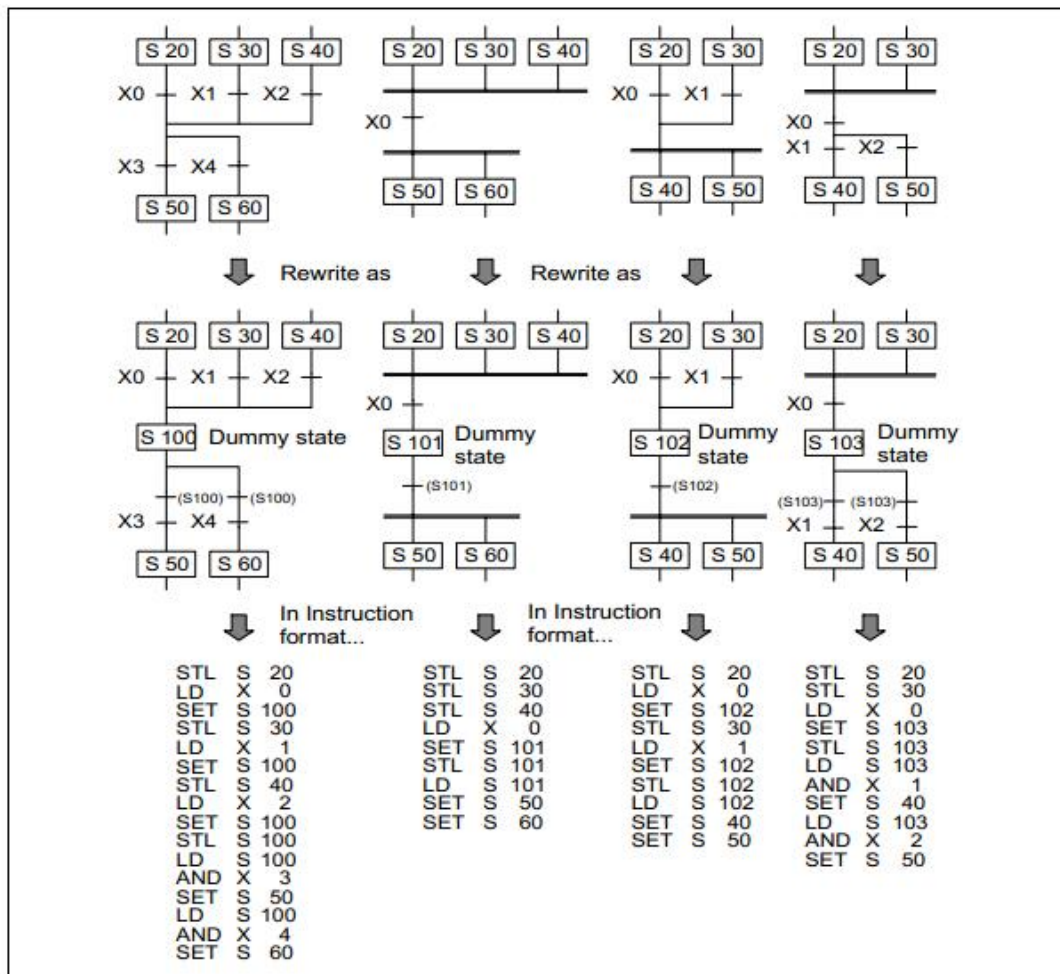 S 20 S 30 S 40 S 20 S 30 S 40 S 20 S 30 S 20 S 30
X0 X1 X2 X0 X1
X0 X0
X3 X4 X1 X2
S 50 S 60 S 50 S 60 S 40 S 50 S 40 S 50
Rewrite as Rewrite as
S 20 S 30 S 40 S 20 S 30 S 40 S 20 S 30 S 20 S 30
X0 X1 X2 X0 X0 X1 X0
S 100 Dummy state S 101 Dummy state S 102 Dummy state S 103 Dummy state
(S100) (S100) (S101) (S102) (S103) (S103)
X3 X4 X1 X2
S 50 S 60 S 50 S 60 S 40 S 50 S 40 S 50
In Instruction format... In Instruction format...
STL S 20
LD X 0
SET S 100
STL S 30
LD X 1
SET S 100
STL S 40
LD X 2
SET S 100
STL S 100
LD S 100
AND X 3
SET S 50
LD S 100
AND X 4
SET S 60
STL S 20
STL S 30
STL S 40
LD X 0
SET S 101
STL S 101
LD S 101
SET S 50
SET S 60
STL S 20
LD X 0
SET S 102
STL S 30
LD X 1
SET S 102
STL S 102
LD S 102
SET S 40
SET S 50
STL S 20
STL S 30
LD X 0
SET S 103
STL S 103
LD S 103
AND X 1
SET S 40
LD S 103
AND X 2
SET S 50